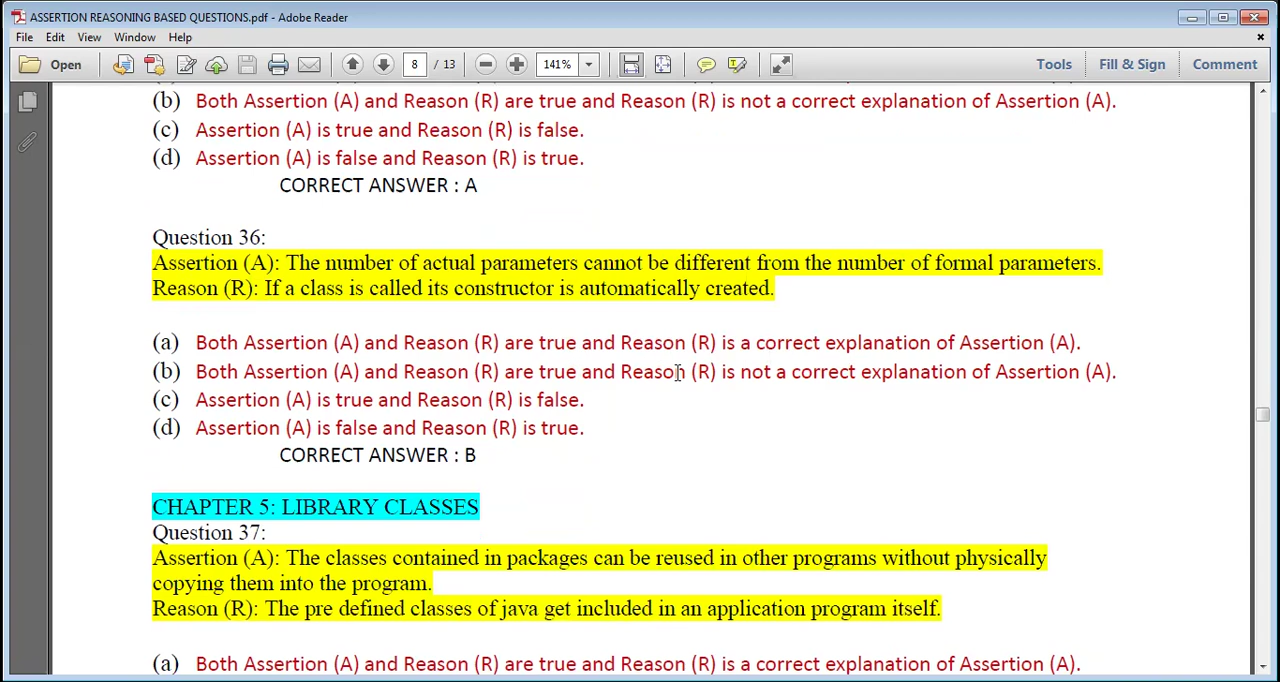 ASSERTION REASONING BASED QUESTIONS.pdf - Adobe Reader
File Edit View Window Help
Open 8 / 13 141% Tools Fill & Sign Comment
(b) Both Assertion (A) and Reason (R) are true and Reason (R) is not a correct explanation of Assertion (A).
(c) Assertion (A) is true and Reason (R) is false.
(d) Assertion (A) is false and Reason (R) is true.
CORRECT ANSWER : A
Question 36:
Assertion (A): The number of actual parameters cannot be different from the number of formal parameters.
Reason (R): If a class is called its constructor is automatically created.
(a) Both Assertion (A) and Reason (R) are true and Reason (R) is a correct explanation of Assertion (A).
(b) Both Assertion (A) and Reason (R) are true and Reason (R) is not a correct explanation of Assertion (A).
(c) Assertion (A) is true and Reason (R) is false.
(d) Assertion (A) is false and Reason (R) is true.
CORRECT ANSWER : B
CHAPTER 5: LIBRARY CLASSES
Question 37:
Assertion (A): The classes contained in packages can be reused in other programs without physically
copying them into the program.
Reason (R): The pre defined classes of java get included in an application program itself.
(a) Both Assertion (A) and Reason (R) are true and Reason (R) is a correct explanation of Assertion (A).